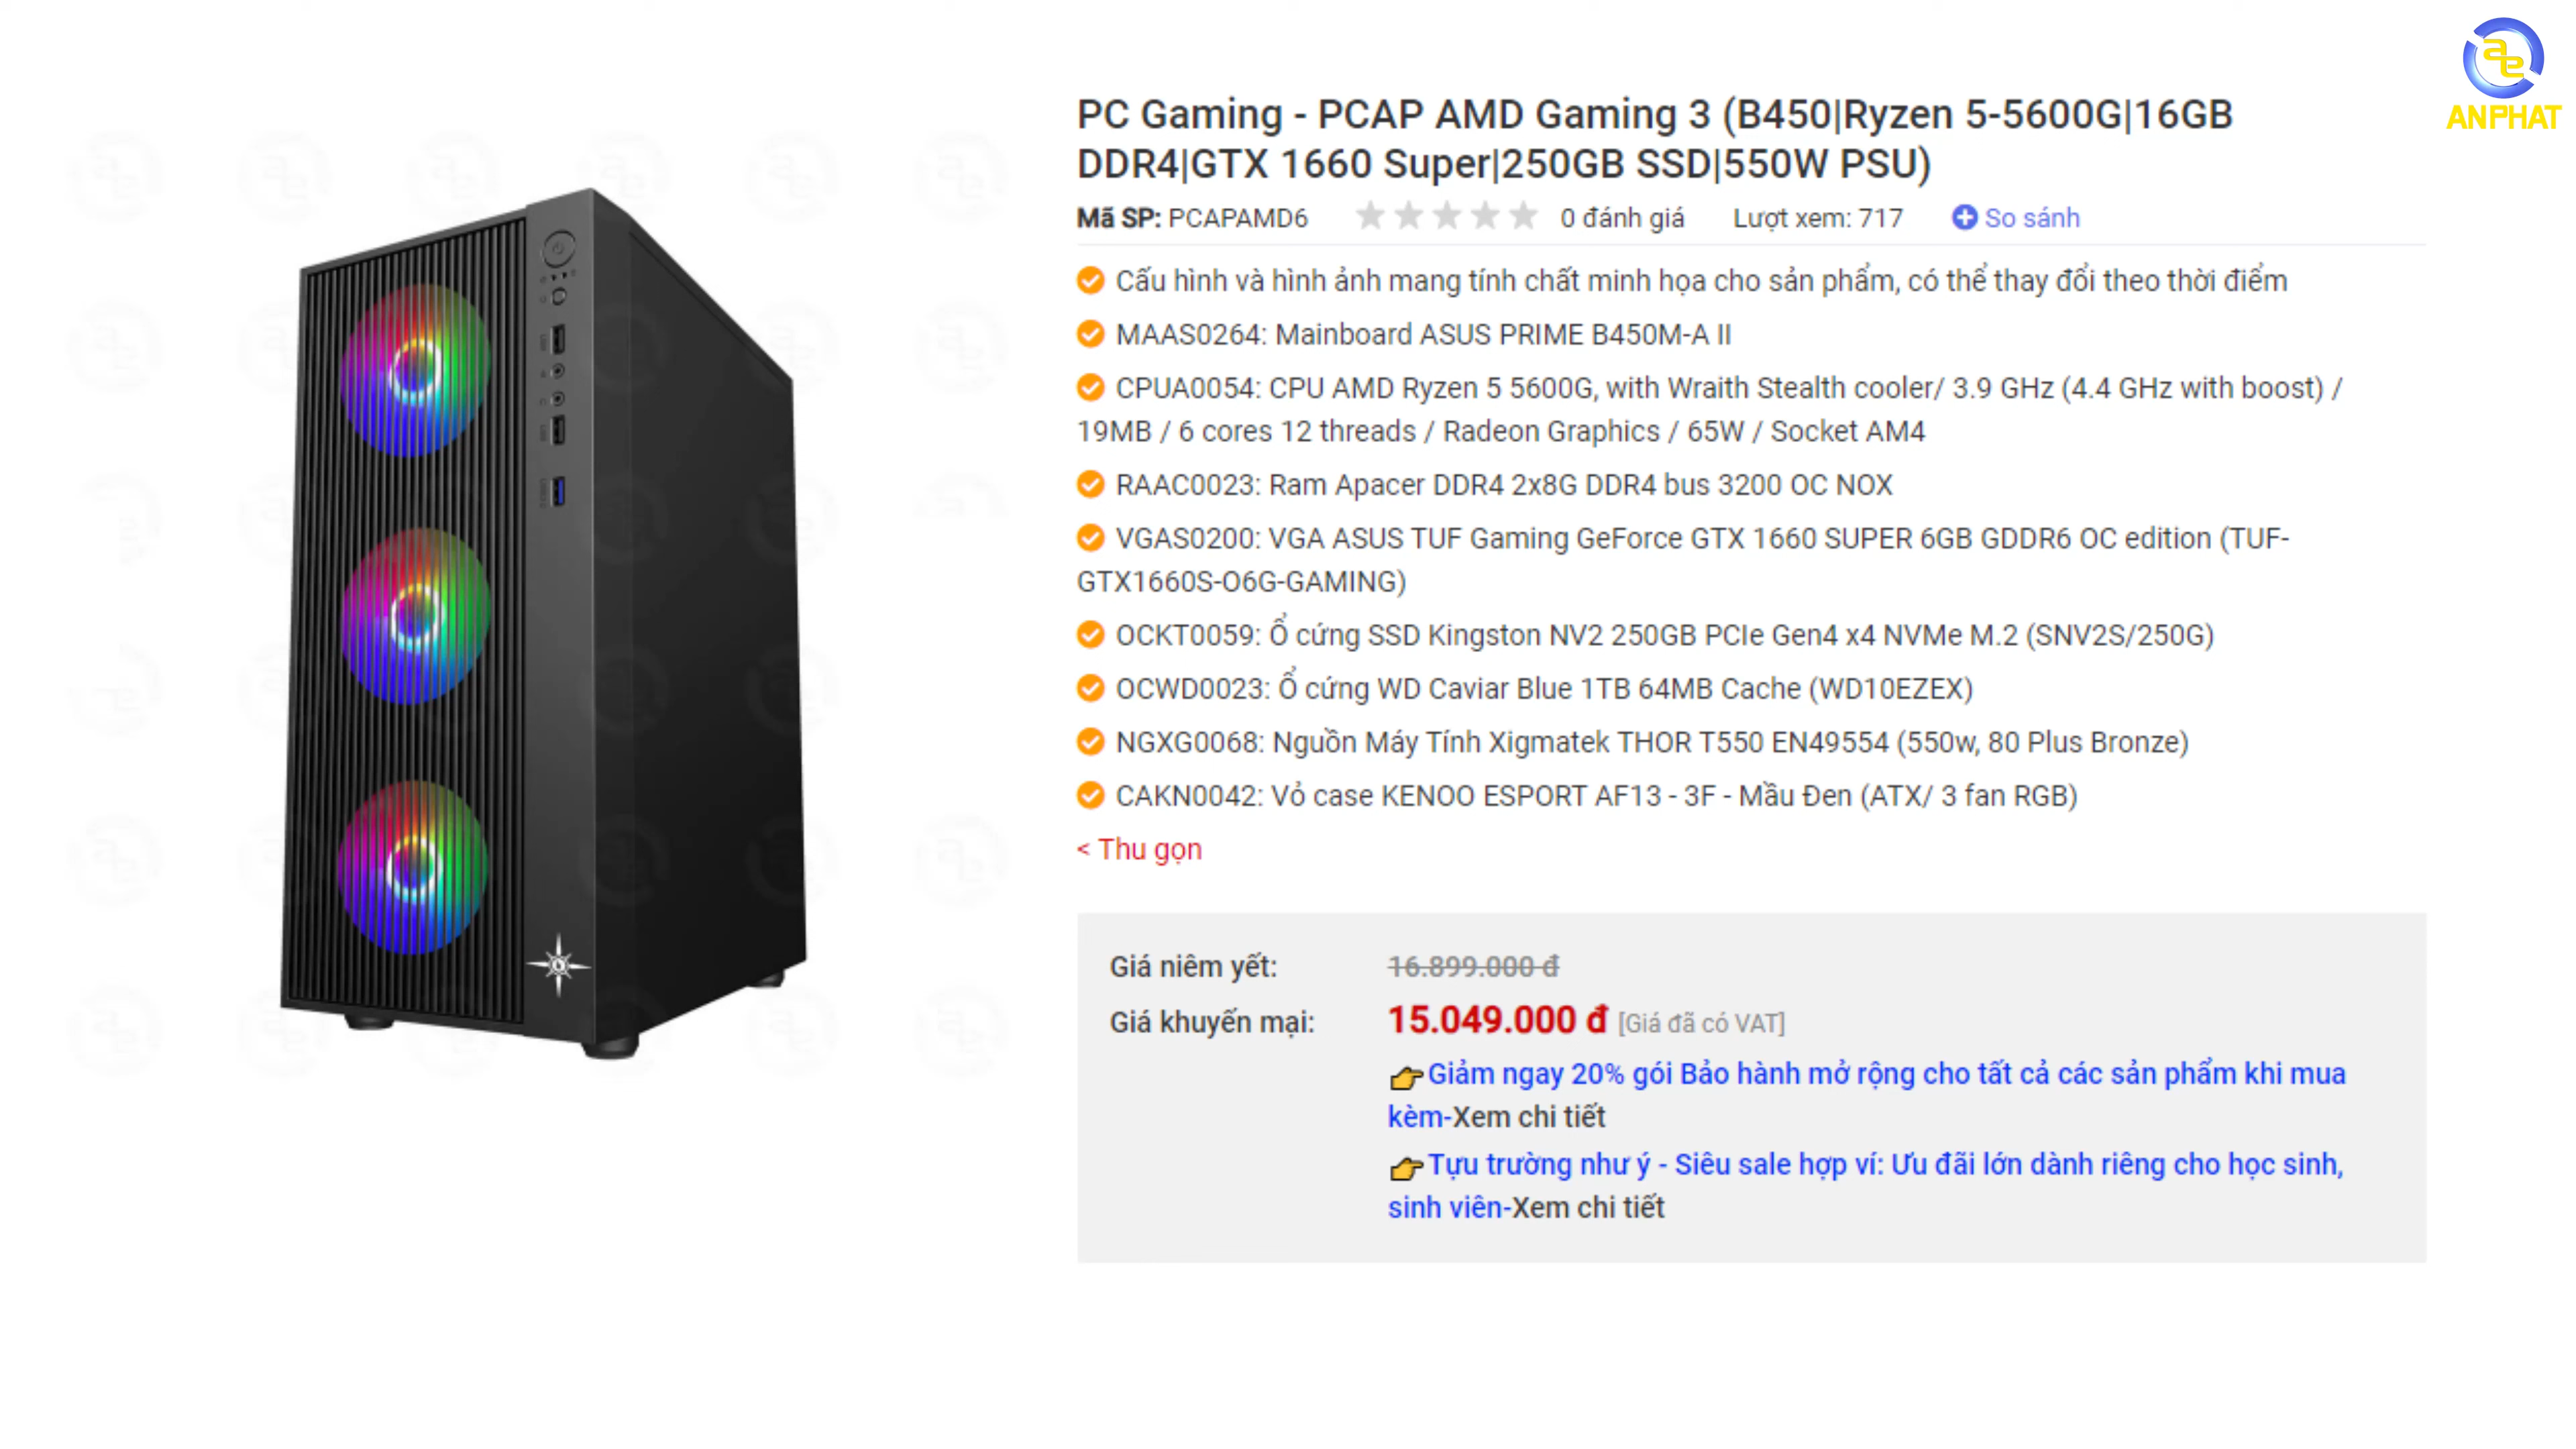 ae
ANPHAT
PC Gaming - PCAP AMD Gaming 3 (B450|Ryzen 5-5600G|16GB
DDR4|GTX 1660 Super|250GB SSD|550W PSU)
Mã SP: PCAPAMD6 0 đánh giá Lượt xem: 717 So sánh
Cấu hình và hình ảnh mang tính chất minh họa cho sản phẩm, có thể thay đổi theo thời điểm
MAAS0264: Mainboard ASUS PRIME B450M-A II
CPUA0054: CPU AMD Ryzen 5 5600G, with Wraith Stealth cooler/ 3.9 GHz (4.4 GHz with boost) /
19MB / 6 cores 12 threads / Radeon Graphics / 65W / Socket AM4
RAAC0023: Ram Apacer DDR4 2x8G DDR4 bus 3200 OC NOX
VGAS0200: VGA ASUS TUF Gaming GeForce GTX 1660 SUPER 6GB GDDR6 OC edition (TUF-
GTX1660S-O6G-GAMING)
OCKT0059: Ổ cứng SSD Kingston NV2 250GB PCIe Gen4 x4 NVMe M.2 (SNV2S/250G)
OCWD0023: Ổ cứng WD Caviar Blue 1TB 64MB Cache (WD10EZEX)
NGXG0068: Nguồn Máy Tính Xigmatek THOR T550 EN49554 (550w, 80 Plus Bronze)
CAKN0042: Vỏ case KENOO ESPORT AF13 - 3F - Mầu Đen (ATX/ 3 fan RGB)
< Thu gọn
Giá niêm yết: 16.899.000 đ
Giá khuyến mại: 15.049.000 đ [Giá đã có VAT]
Giảm ngay 20% gói Bảo hành mở rộng cho tất cả các sản phẩm khi mua
kèm-Xem chi tiết
Tựu trường như ý - Siêu sale hợp ví: Ưu đãi lớn dành riêng cho học sinh,
sinh viên-Xem chi tiết